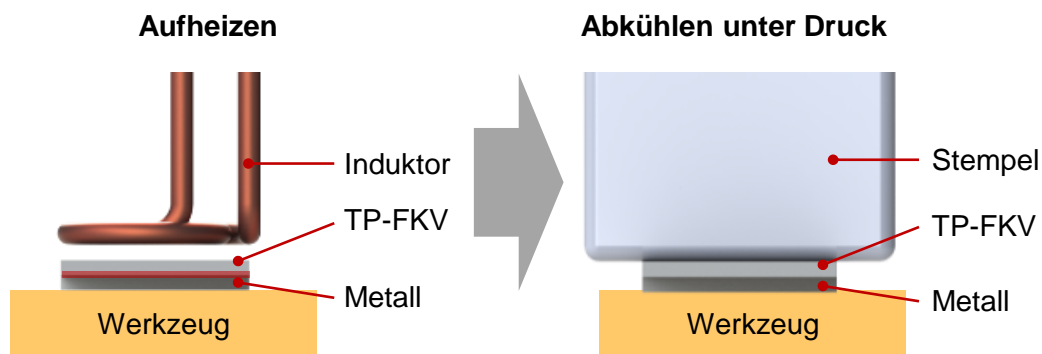 Aufheizen
Abkühlen unter Druck
Induktor
TP-FKV
Metall
Werkzeug
Stempel
TP-FKV
Metall
Werkzeug